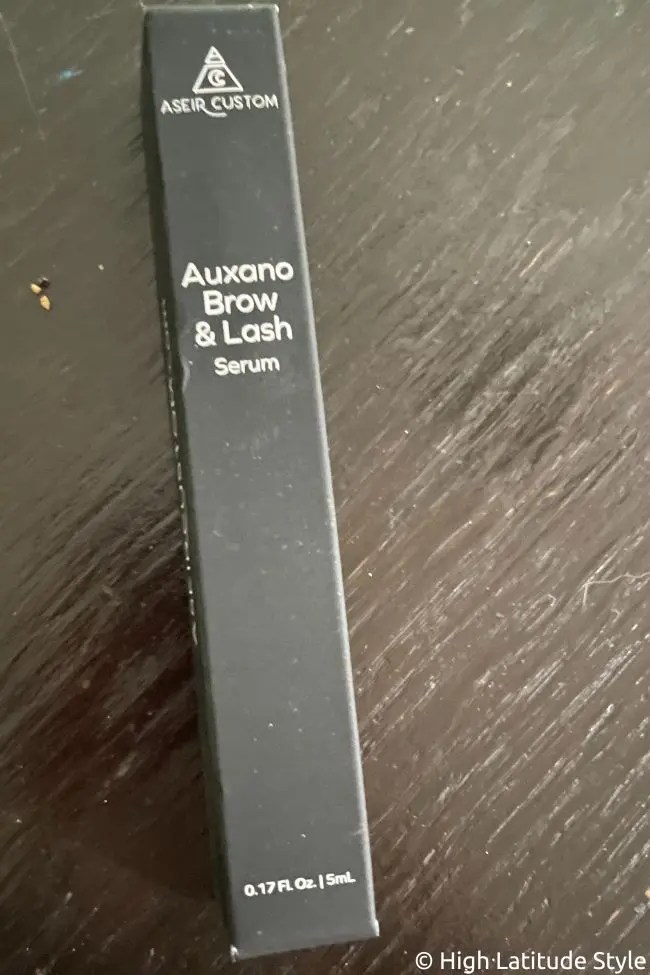 ASEIR CUSTOM
Auxano
Brow
& Lash
Serum
0.17 Fl. Oz. | 5mL
© High Latitude Style